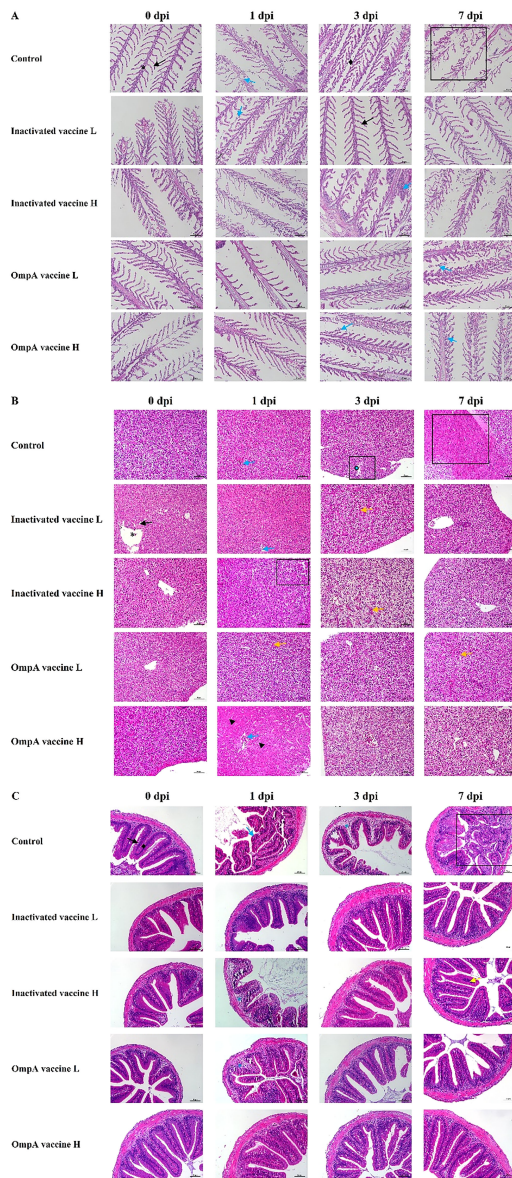 A
0 dpi 1 dpi 3 dpi 7 dpi
Control
Inactivated vaccine L
Inactivated vaccine H
OmpA vaccine L
OmpA vaccine H
B
0 dpi 1 dpi 3 dpi 7 dpi
Control
Inactivated vaccine L
Inactivated vaccine H
OmpA vaccine L
OmpA vaccine H
C
0 dpi 1 dpi 3 dpi 7 dpi
Control
Inactivated vaccine L
Inactivated vaccine H
OmpA vaccine L
OmpA vaccine H